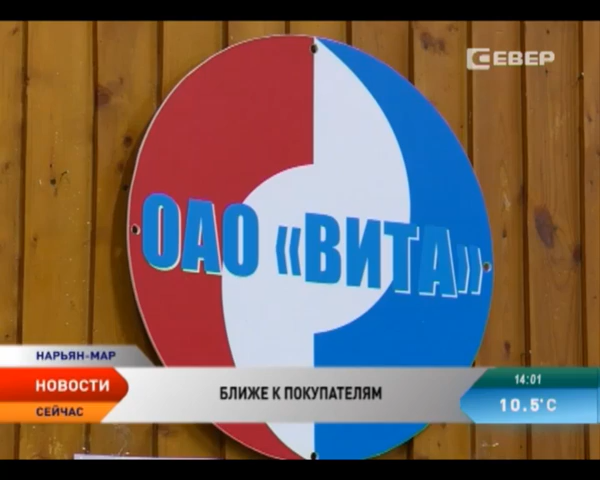 СЕВЕР
ОАО «ВИТА»
НАРЬЯН-МАР
НОВОСТИ
СЕЙЧАС
БЛИЖЕ К ПОКУПАТЕЛЯМ
14:01
10.5°C